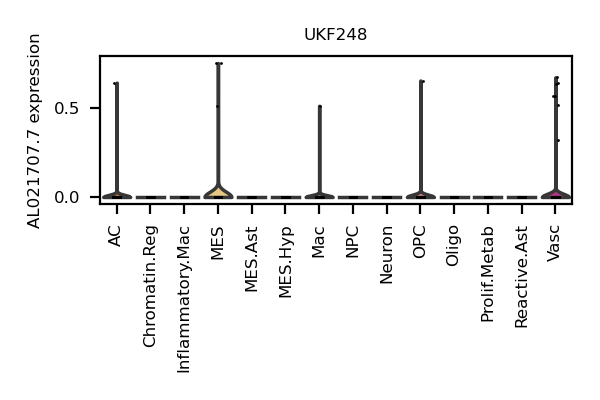 UKF248
AL021707.7 expression
0.5
0.0
AC
Chromatin.Reg
Inflammatory.Mac
MES
MES.Ast
MES.Hyp
Mac
NPC
Neuron
OPC
Oligo
Prolif.Metab
Reactive.Ast
Vasc